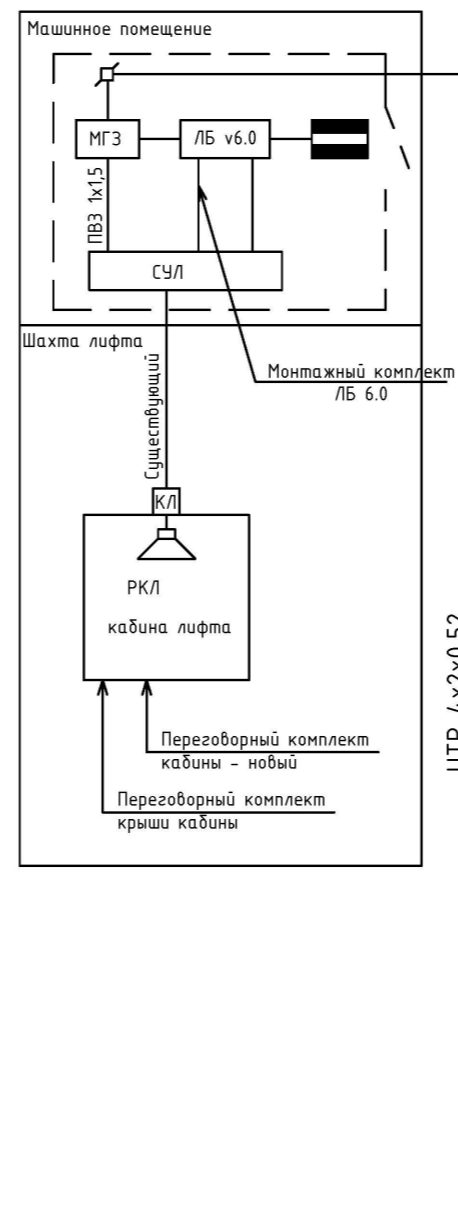 Машинное помещение
МГЗ
ЛБ v6.0
ПВЗ 1x1,5
СУЛ
Шахта лифта
Монтажный комплект
ЛБ 6.0
Существующий
КЛ
РКЛ
кабина лифта
UTP 4x2x0,52
Переговорный комплект
кабины - новый
Переговорный комплект
крыши кабины